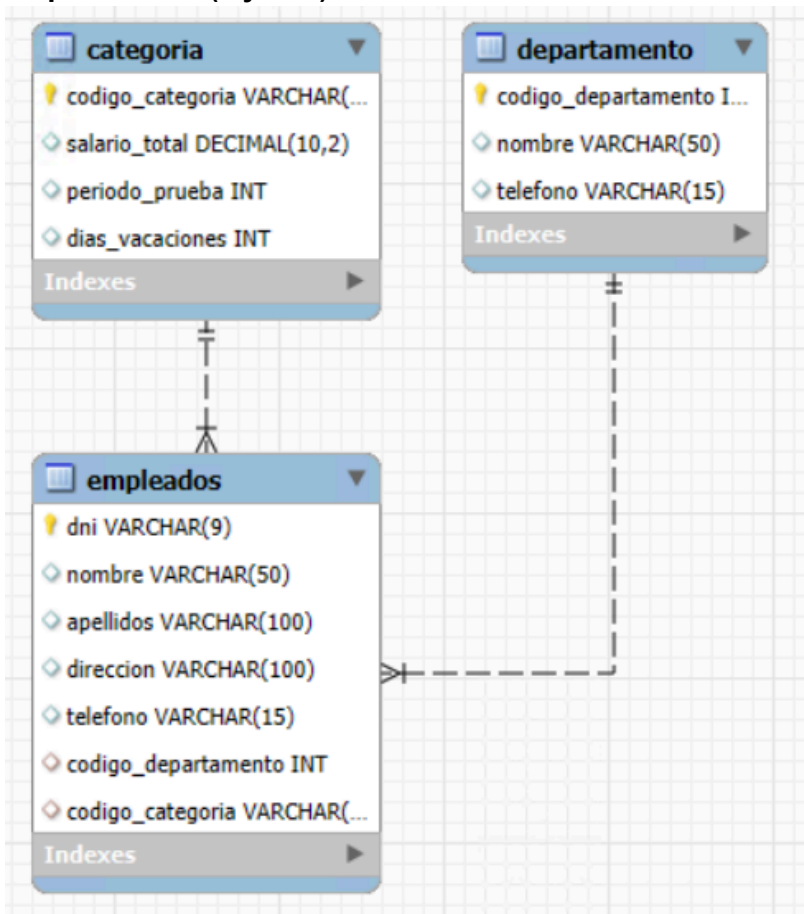 categoria
codigo_categoria VARCHAR(...
salario_total DECIMAL(10,2)
periodo_prueba INT
dias_vacaciones INT
Indexes
departamento
codigo_departamento I...
nombre VARCHAR(50)
telefono VARCHAR(15)
Indexes
empleados
dni VARCHAR(9)
nombre VARCHAR(50)
apellidos VARCHAR(100)
direccion VARCHAR(100)
telefono VARCHAR(15)
codigo_departamento INT
codigo_categoria VARCHAR(...
Indexes